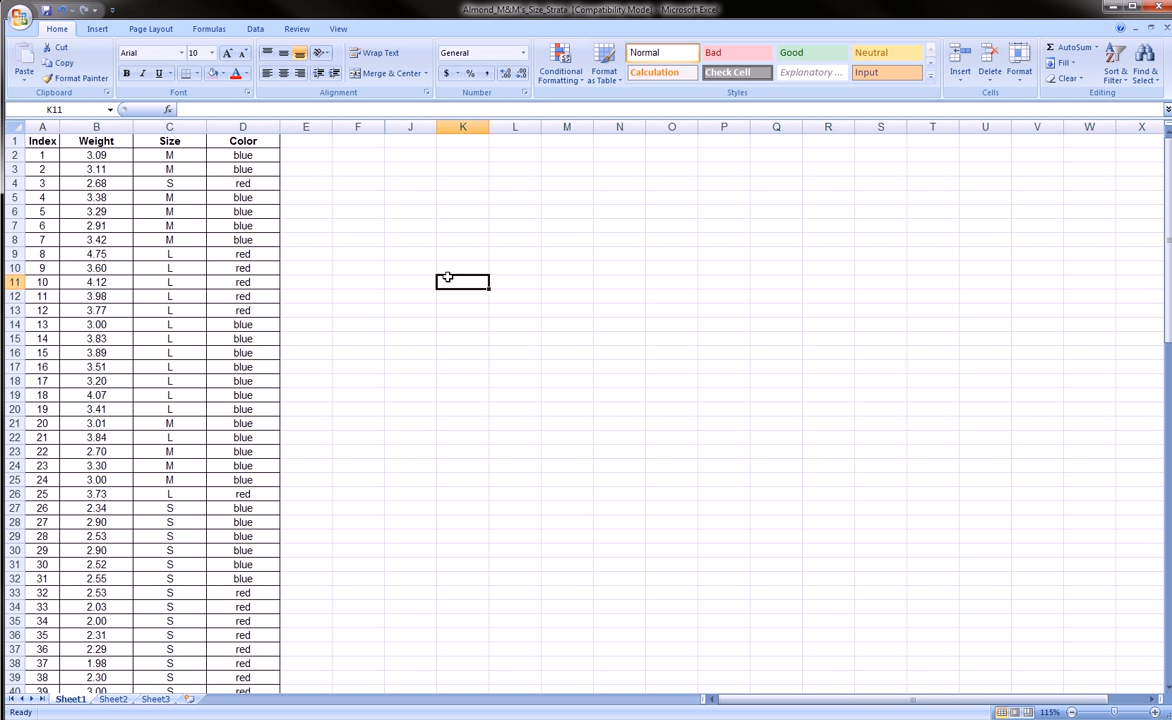 Almond_M&M's_Size_Strata [Compatibility Mode] - Microsoft Excel
Home Insert Page Layout Formulas Data Review View
Paste Cut Copy Format Painter Clipboard
Arial 10 B I U A Font
Wrap Text Merge & Center Alignment
General $ % , Number
Conditional Formatting Format as Table Normal Bad Good Neutral Calculation Check Cell Explanatory ... Input Styles
Insert Delete Format Cells
Σ AutoSum Fill Clear Sort & Filter Find & Select Editing
K11 fx
A B C D E F J K L M N O P Q R S T U V W X
1 Index Weight Size Color
2 1 3.09 M blue
3 2 3.11 M blue
4 3 2.68 S red
5 4 3.38 M blue
6 5 3.29 M blue
7 6 2.91 M blue
8 7 3.42 M blue
9 8 4.75 L red
10 9 3.60 L red
11 10 4.12 L red
12 11 3.98 L red
13 12 3.77 L red
14 13 3.00 L blue
15 14 3.83 L blue
16 15 3.89 L blue
17 16 3.51 L blue
18 17 3.20 L blue
19 18 4.07 L blue
20 19 3.41 L blue
21 20 3.01 M blue
22 21 3.84 L blue
23 22 2.70 M blue
24 23 3.30 M blue
25 24 3.00 M blue
26 25 3.73 L red
27 26 2.34 S blue
28 27 2.90 S blue
29 28 2.53 S blue
30 29 2.90 S blue
31 30 2.52 S blue
32 31 2.55 S blue
33 32 2.53 S red
34 33 2.03 S red
35 34 2.00 S red
36 35 2.31 S red
37 36 2.29 S red
38 37 1.98 S red
39 38 2.30 S red
40 39 3.00 S red
Sheet1 Sheet2 Sheet3
Ready 115%